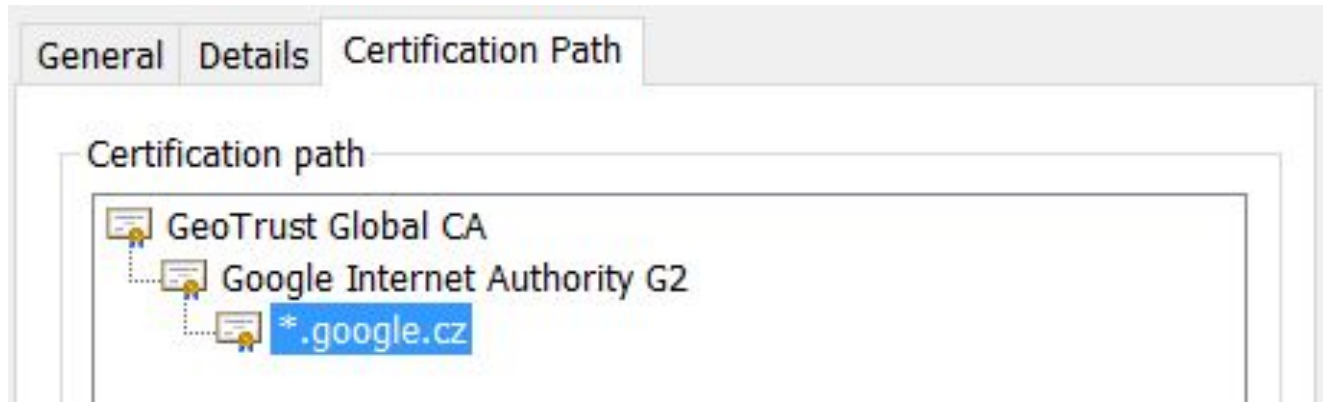 General Details Certification Path
Certification path
GeoTrust Global CA
Google Internet Authority G2
*.google.cz